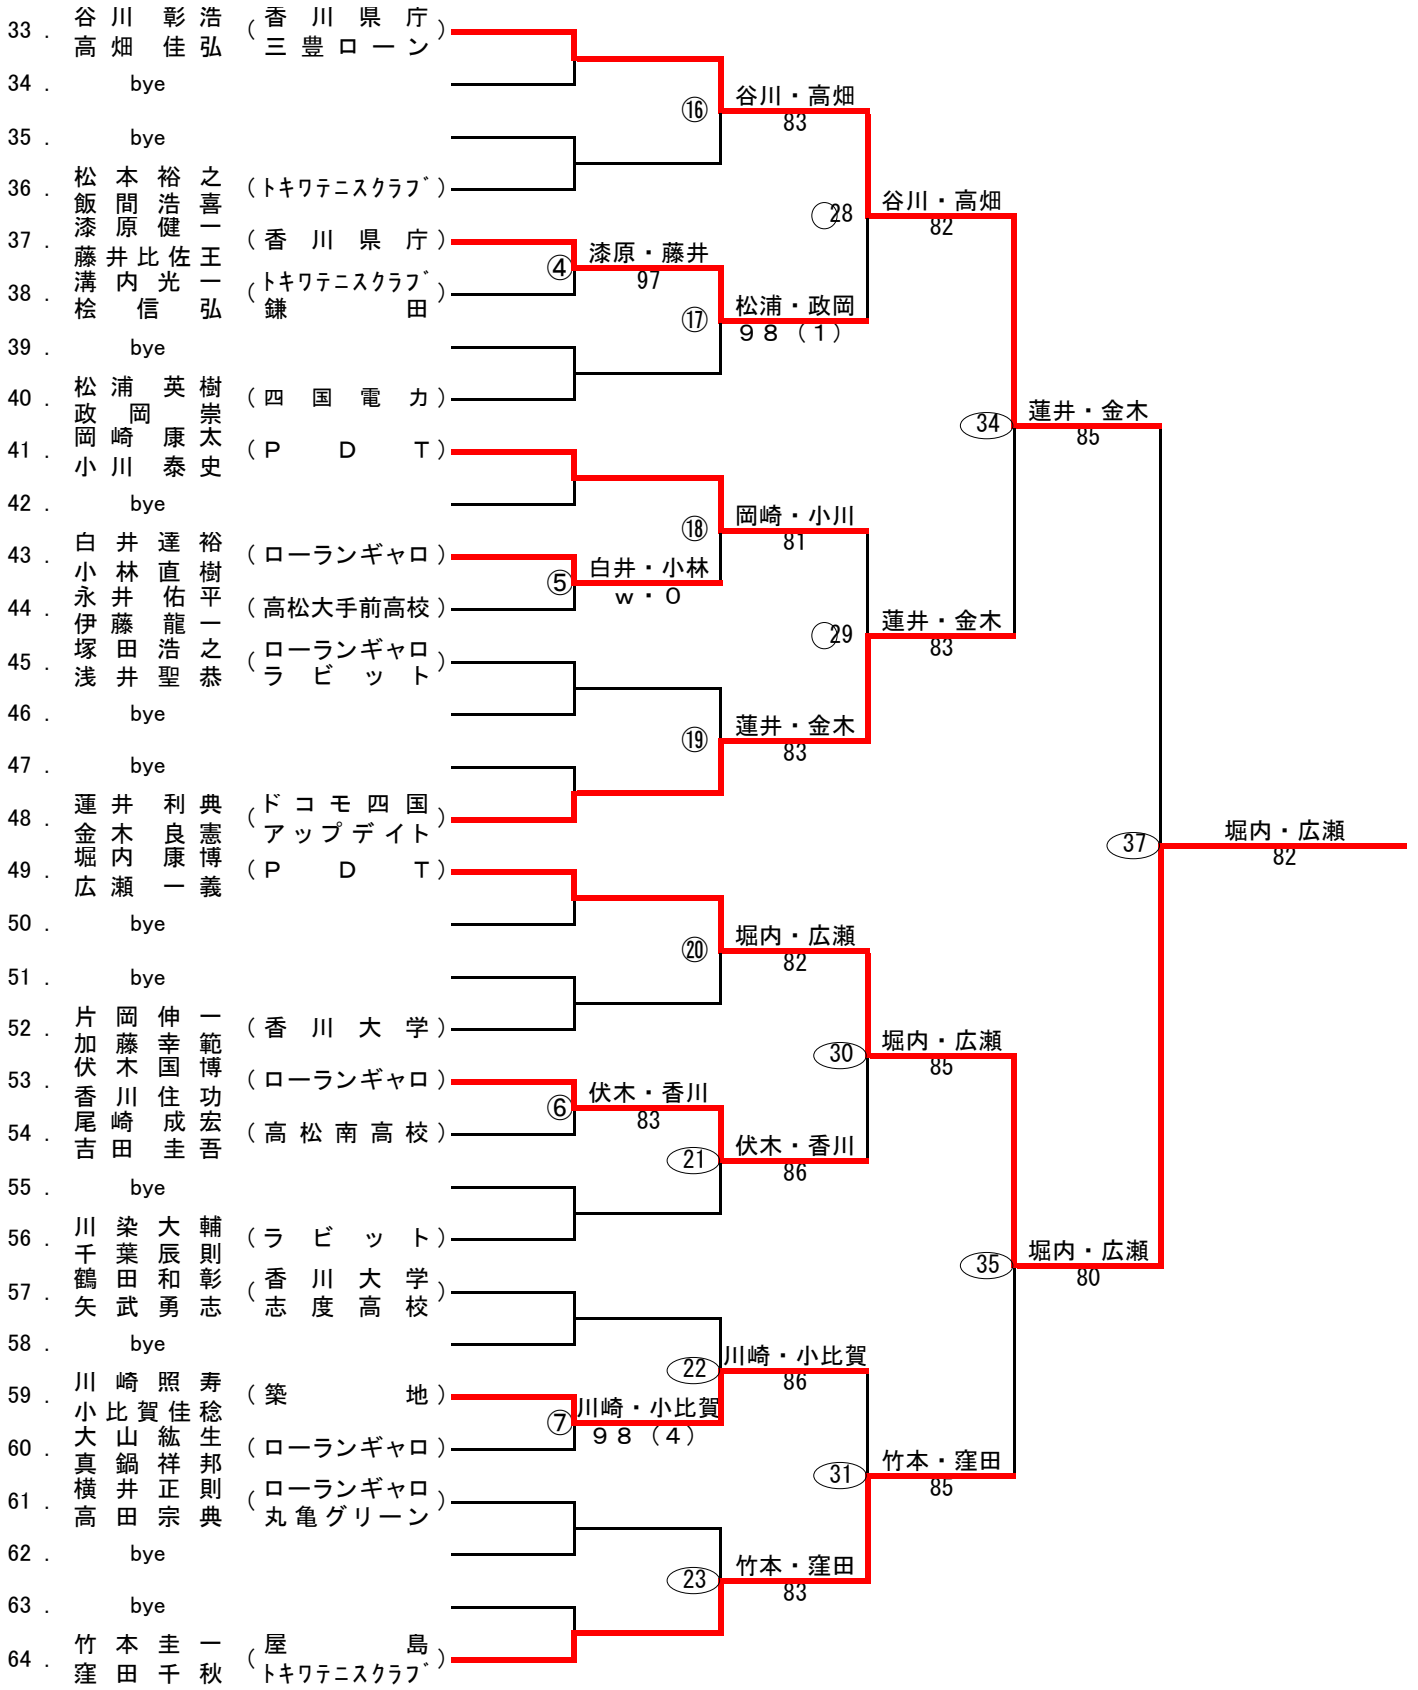 33 . 谷川 彰浩 ( 香川県庁 )
高畑 佳弘 三豊ローン
34 . bye
35 . bye
36 . 松本裕之 ( トキワテニスクラブ )
飯間浩喜
37 . 漆原健一 ( 香川県庁 )
藤井比佐王
38 . 溝内光一 ( トキワテニスクラブ )
桧 信弘 鎌田
39 . bye
40 . 松浦 英樹 ( 四国電力 )
政岡 崇
41 . 岡崎 康太 ( P D T )
小川 泰史
42 . bye
43 . 白井達裕 ( ローランギャロ )
小林直樹
44 . 永井 佑平 ( 高松大手前高校 )
伊藤 龍一
45 . 塚田浩之 ( ローランギャロ )
浅井聖恭 ラビット
46 . bye
47 . bye
48 . 蓮井 利典 ( ドコモ四国 )
金木 良憲 アップデイト
49 . 堀内 康博 ( P D T )
広瀬 一義
50 . bye
51 . bye
52 . 片岡伸一 ( 香川大学 )
加藤幸範
53 . 伏木国博 ( ローランギャロ )
香川住功
54 . 尾崎 成宏 ( 高松南高校 )
吉田 圭吾
55 . bye
56 . 川染大輔 ( ラビット )
千葉辰則
57 . 鶴田和彰 ( 香川大学 )
矢武勇志 志度高校
58 . bye
59 . 川崎照寿 ( 築地 )
小比賀佳稔
60 . 大山紘生 ( ローランギャロ )
真鍋祥邦
61 . 横井正則 ( ローランギャロ )
高田宗典 丸亀グリーン
62 . bye
63 . bye
64 . 竹本圭一 ( 屋島 )
窪田千秋 トキワテニスクラブ
④ 漆原・藤井
97
⑤ 白井・小林
w・0
⑥ 伏木・香川
83
⑦ 川崎・小比賀
98(4)
⑯ 谷川・高畑
83
⑰ 松浦・政岡
98(1)
⑱ 岡崎・小川
81
⑲ 蓮井・金木
83
⑳ 堀内・広瀬
82
21 伏木・香川
86
22 川崎・小比賀
86
23 竹本・窪田
83
28 谷川・高畑
82
29 蓮井・金木
83
30 堀内・広瀬
85
31 竹本・窪田
85
34 蓮井・金木
85
35 堀内・広瀬
80
37 堀内・広瀬
82